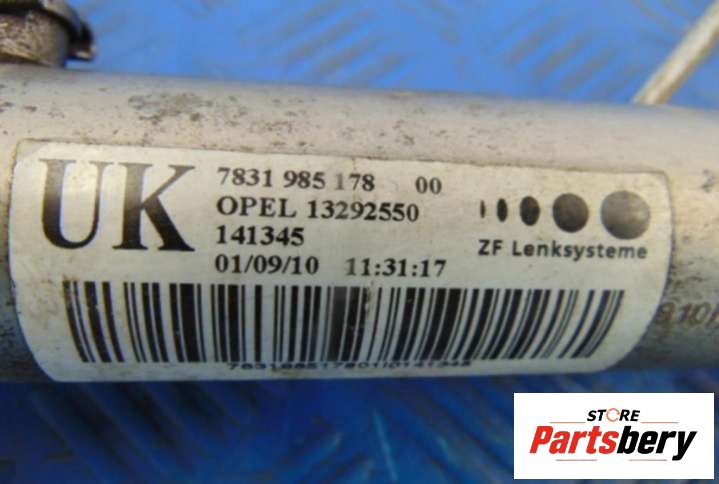 UK
7831 985 178 00
OPEL 13292550
141345
01/09/10 11:31:17
ZF Lenksysteme
STORE
Partsbery